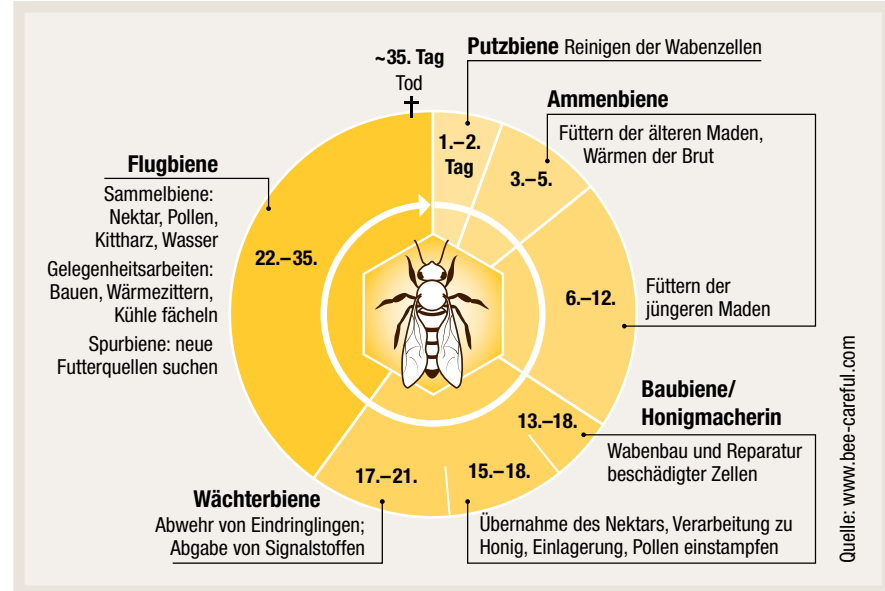 ~35. Tag
Tod
Putzbiene Reinigen der Wabenzellen
1.–2.
Tag
Ammenbiene
Füttern der älteren Maden,
Wärmen der Brut
3.–5.
Füttern der
jüngeren Maden
6.–12.
Baubiene/
Honigmacherin
13.–18.
Wabenbau und Reparatur
beschädigter Zellen
15.–18.
Übernahme des Nektars, Verarbeitung zu
Honig, Einlagerung, Pollen einstampfen
17.–21.
Wächterbiene
Abwehr von Eindringlingen;
Abgabe von Signalstoffen
Flugbiene
Sammelbiene:
Nektar, Pollen,
Kittharz, Wasser
Gelegenheitsarbeiten:
Bauen, Wärmezittern,
Kühle fächeln
Spurbiene: neue
Futterquellen suchen
22.–35.
Quelle: www.bee-careful.com